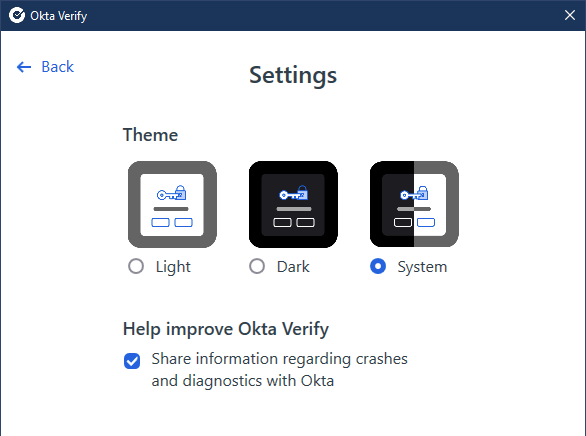 Okta Verify
Back
Settings
Theme
Light
Dark
System
Help improve Okta Verify
Share information regarding crashes
and diagnostics with Okta